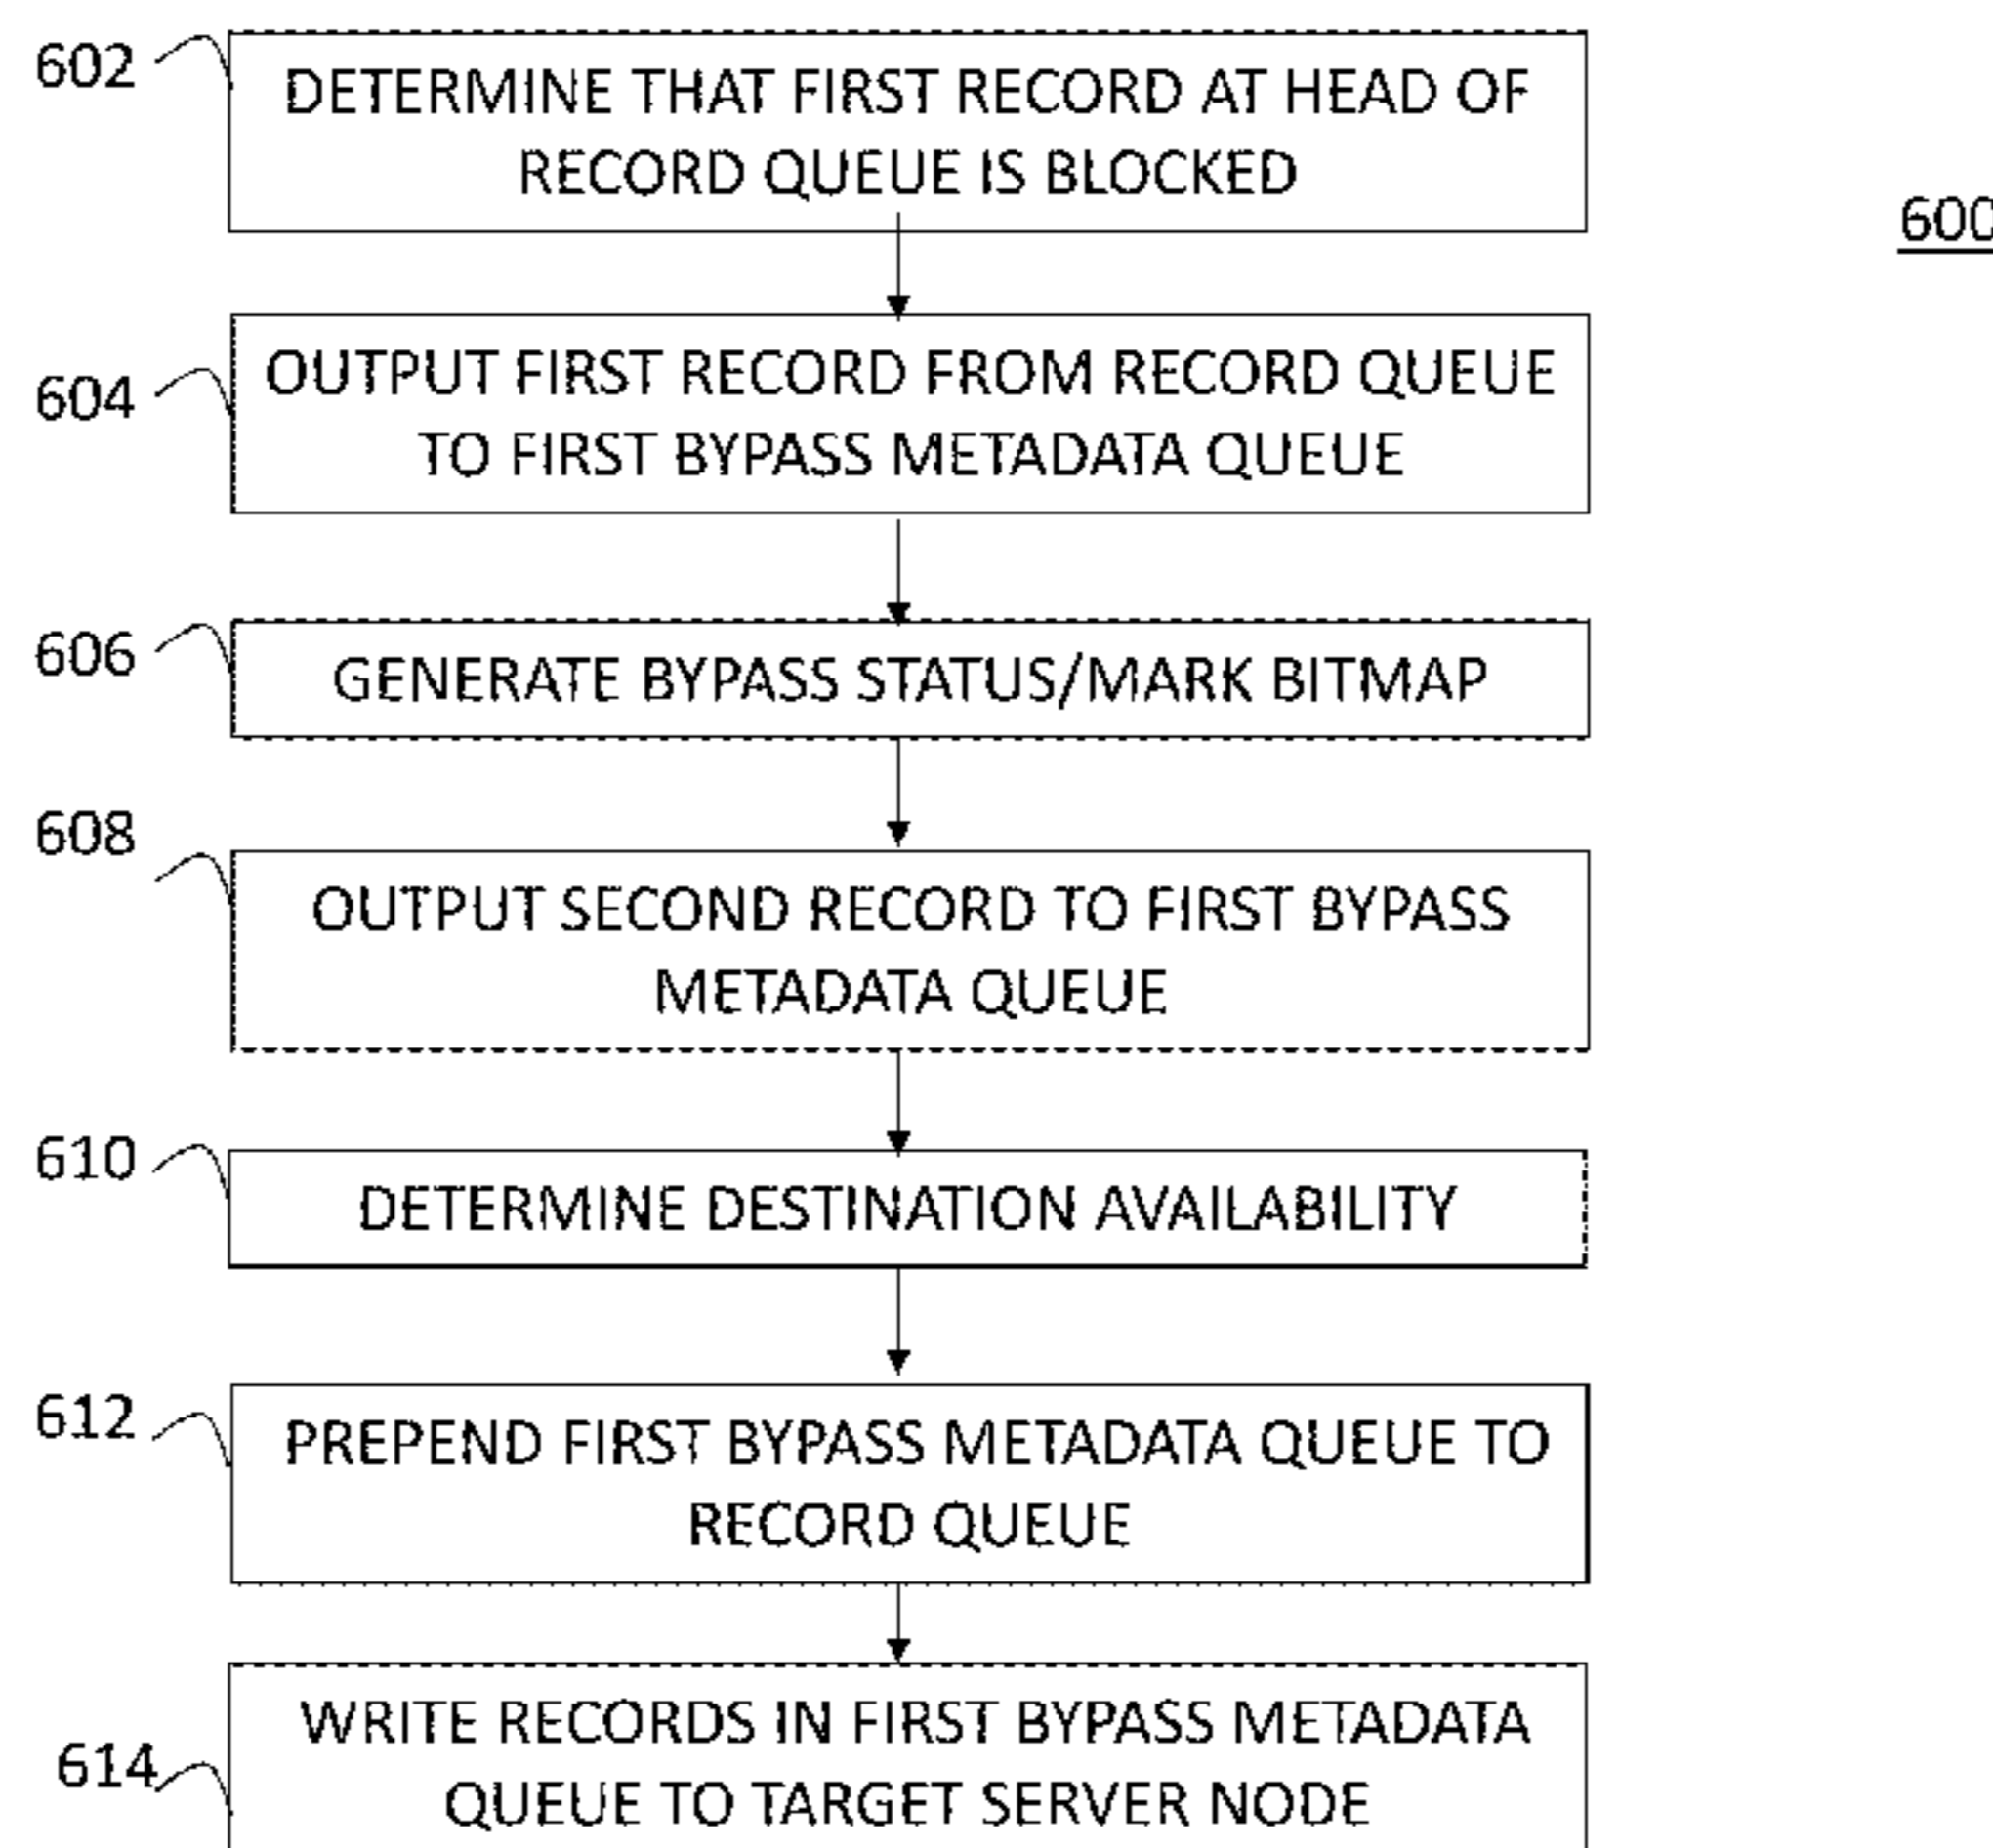 602
DETERMINE THAT FIRST RECORD AT HEAD OF
RECORD QUEUE IS BLOCKED
600
604
OUTPUT FIRST RECORD FROM RECORD QUEUE
TO FIRST BYPASS METADATA QUEUE
606
GENERATE BYPASS STATUS/MARK BITMAP
608
OUTPUT SECOND RECORD TO FIRST BYPASS
METADATA QUEUE
610
DETERMINE DESTINATION AVAILABILITY
612
PREPEND FIRST BYPASS METADATA QUEUE TO
RECORD QUEUE
614
WRITE RECORDS IN FIRST BYPASS METADATA
QUEUE TO TARGET SERVER NODE